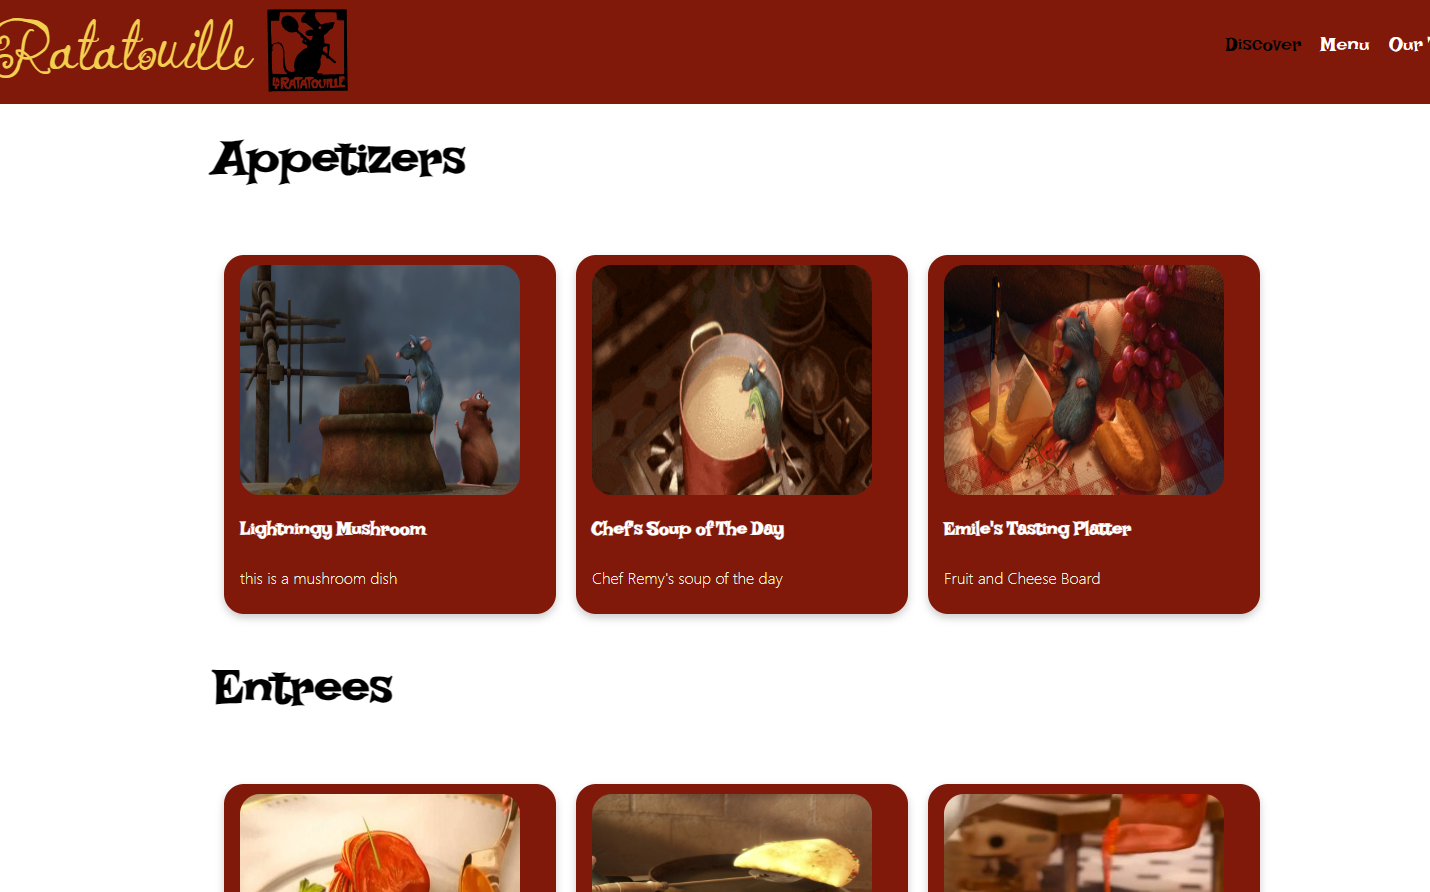 Ratatouille
RATATOUILLE
Discover Menu Our
Appetizers
Lightningy Mushroom
this is a mushroom dish
Chef's Soup of The Day
Chef Remy's soup of the day
Emile's Tasting Platter
Fruit and Cheese Board
Entrees